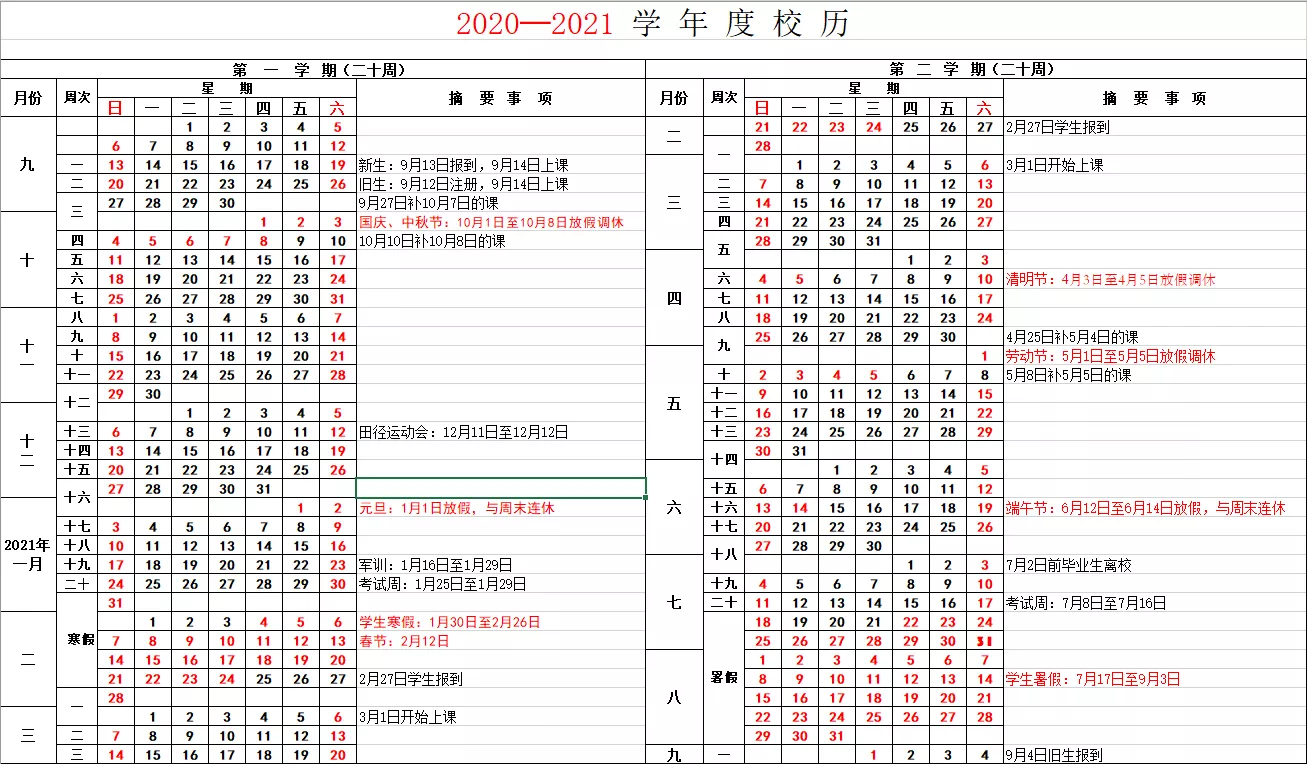 2020—2021 学 年 度 校 历
第 一 学 期（二十周）
月份 周次 星 期 摘 要 事 项
日 一 二 三 四 五 六
九
1 2 3 4 5
6 7 8 9 10 11 12
一 13 14 15 16 17 18 19 新生：9月13日报到，9月14日上课
二 20 21 22 23 24 25 26 旧生：9月12日注册，9月14日上课
三 27 28 29 30 9月27日补10月7日的课
十
1 2 3 国庆、中秋节：10月1日至10月8日放假调休
四 4 5 6 7 8 9 10 10月10日补10月8日的课
五 11 12 13 14 15 16 17
六 18 19 20 21 22 23 24
七 25 26 27 28 29 30 31
十一
八 1 2 3 4 5 6 7
九 8 9 10 11 12 13 14
十 15 16 17 18 19 20 21
十一 22 23 24 25 26 27 28
十二 29 30
十二
1 2 3 4 5
十三 6 7 8 9 10 11 12 田径运动会：12月11日至12月12日
十四 13 14 15 16 17 18 19
十五 20 21 22 23 24 25 26
十六 27 28 29 30 31
2021年
一月
1 2 元旦：1月1日放假，与周末连休
十七 3 4 5 6 7 8 9
十八 10 11 12 13 14 15 16
十九 17 18 19 20 21 22 23 军训：1月16日至1月29日
二十 24 25 26 27 28 29 30 考试周：1月25日至1月29日
寒假
31
二
1 2 3 4 5 6 学生寒假：1月30日至2月26日
7 8 9 10 11 12 13 春节：2月12日
14 15 16 17 18 19 20
21 22 23 24 25 26 27 2月27日学生报到
一 28
三
1 2 3 4 5 6 3月1日开始上课
二 7 8 9 10 11 12 13
三 14 15 16 17 18 19 20
第 二 学 期（二十周）
月份 周次 星 期 摘 要 事 项
日 一 二 三 四 五 六
二
21 22 23 24 25 26 27 2月27日学生报到
一 28
三
1 2 3 4 5 6 3月1日开始上课
二 7 8 9 10 11 12 13
三 14 15 16 17 18 19 20
四 21 22 23 24 25 26 27
五 28 29 30 31
四
1 2 3
六 4 5 6 7 8 9 10 清明节：4月3日至4月5日放假调休
七 11 12 13 14 15 16 17
八 18 19 20 21 22 23 24
九 25 26 27 28 29 30 4月25日补5月4日的课
五
1 劳动节：5月1日至5月5日放假调休
十 2 3 4 5 6 7 8 5月8日补5月5日的课
十一 9 10 11 12 13 14 15
十二 16 17 18 19 20 21 22
十三 23 24 25 26 27 28 29
十四 30 31
六
1 2 3 4 5
十五 6 7 8 9 10 11 12
十六 13 14 15 16 17 18 19 端午节：6月12日至6月14日放假，与周末连休
十七 20 21 22 23 24 25 26
十八 27 28 29 30
七
1 2 3 7月2日前毕业生离校
十九 4 5 6 7 8 9 10
二十 11 12 13 14 15 16 17 考试周：7月8日至7月16日
暑假
18 19 20 21 22 23 24
25 26 27 28 29 30 31
八
1 2 3 4 5 6 7
8 9 10 11 12 13 14 学生暑假：7月17日至9月3日
15 16 17 18 19 20 21
22 23 24 25 26 27 28
29 30 31
九 一 1 2 3 4 9月4日旧生报到